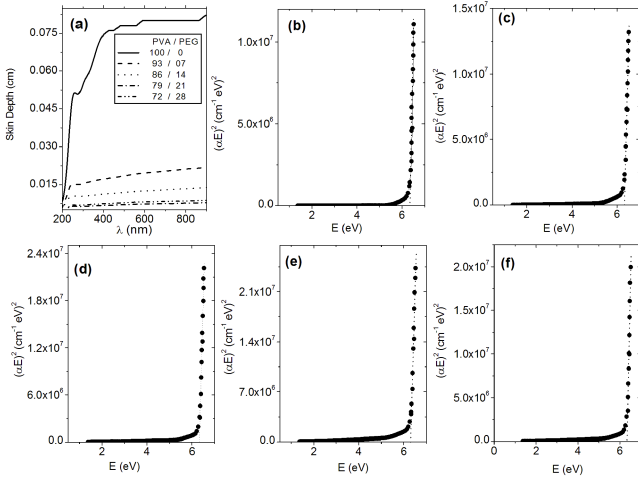 (a)
PVA / PEG
100 / 0
93 / 07
86 / 14
79 / 21
72 / 28
Skin Depth (cm)
0.075
0.060
0.045
0.030
0.015
200 400 600 800
λ (nm)
(b)
(αE)² (cm⁻¹ eV)²
1.0x10⁷
5.0x10⁶
0.0
2 4 6
E (eV)
(c)
(αE)² (cm⁻¹ eV)²
1.5x10⁷
1.0x10⁷
5.0x10⁶
0.0
2 4 6
E (eV)
(d)
(αE)² (cm⁻¹ eV)²
2.4x10⁷
1.8x10⁷
1.2x10⁷
6.0x10⁶
0.0
2 4 6
E (eV)
(e)
(αE)² (cm⁻¹ eV)²
2.1x10⁷
1.4x10⁷
7.0x10⁶
0.0
2 4 6
E (eV)
(f)
(αE)² (cm⁻¹ eV)²
2.0x10⁷
1.5x10⁷
1.0x10⁷
5.0x10⁶
0.0
0 2 4 6
E (eV)